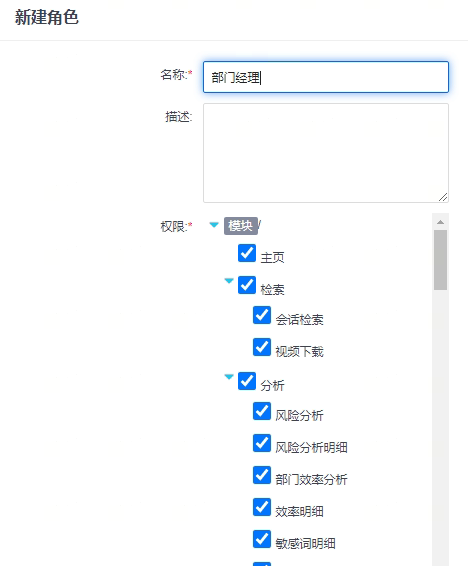 新建角色
名称:* 部门经理
描述:
权限:* 模块/
主页
检索
会话检索
视频下载
分析
风险分析
风险分析明细
部门效率分析
效率明细
敏感词明细